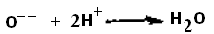 O⁻⁻ + 2H⁺ ⟶ H₂O